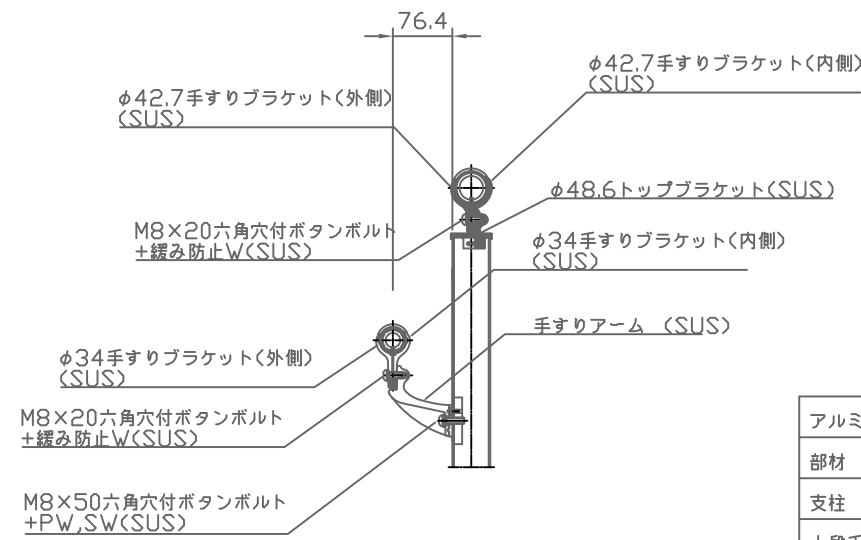 76.4
φ42.7手すりブラケット(内側)
(SUS)
φ42.7手すりブラケット(外側)
(SUS)
φ48.6トップブラケット(SUS)
M8×20六角穴付ボタンボルト
+緩み防止W(SUS)
φ34手すりブラケット(内側)
(SUS)
手すりアーム (SUS)
φ34手すりブラケット(外側)
(SUS)
M8×20六角穴付ボタンボルト
+緩み防止W(SUS)
M8×50六角穴付ボタンボルト
+PW,SW(SUS)
アルミ
部材
支柱